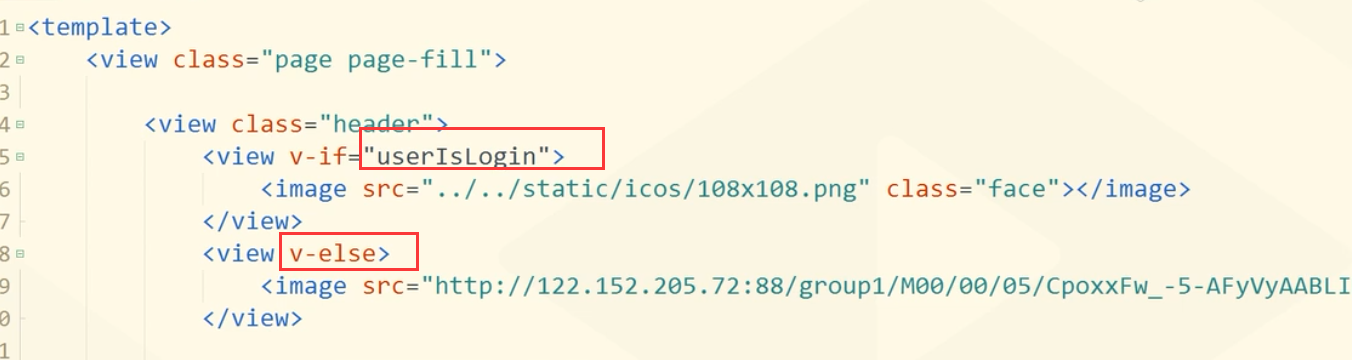 1 <template>
2 <view class="page page-fill">
3
4 <view class="header">
5 <view v-if="userIsLogin">
6 <image src="../../static/icos/108x108.png" class="face"></image>
7 </view>
8 <view v-else>
9 <image src="http://122.152.205.72:88/group1/M00/00/05/CpoxxFw_-5-AFyVyAABLI
0 </view>
1